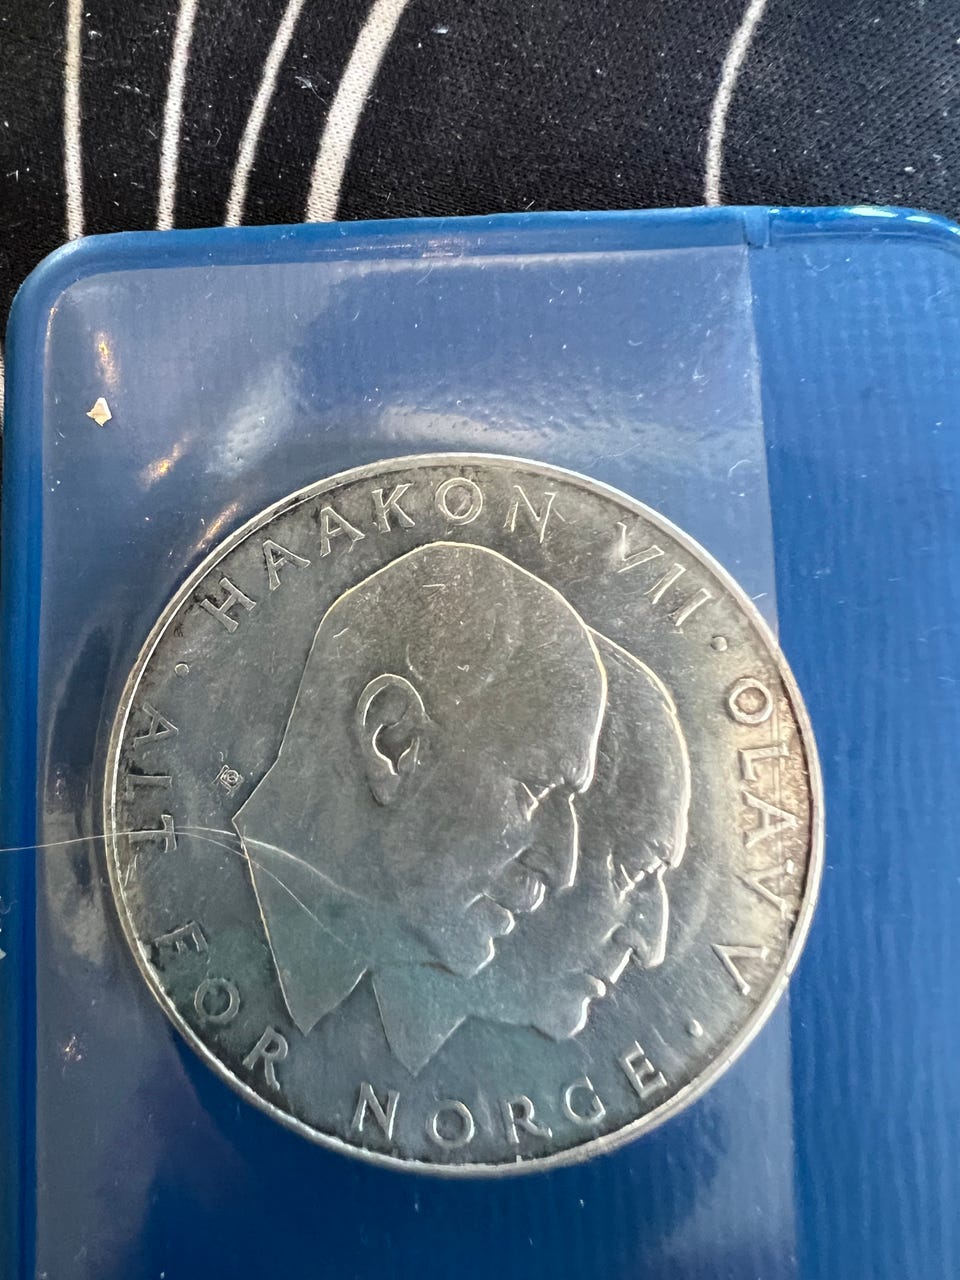 HAAKON VII · OLAV V · ALT FOR NORGE ·